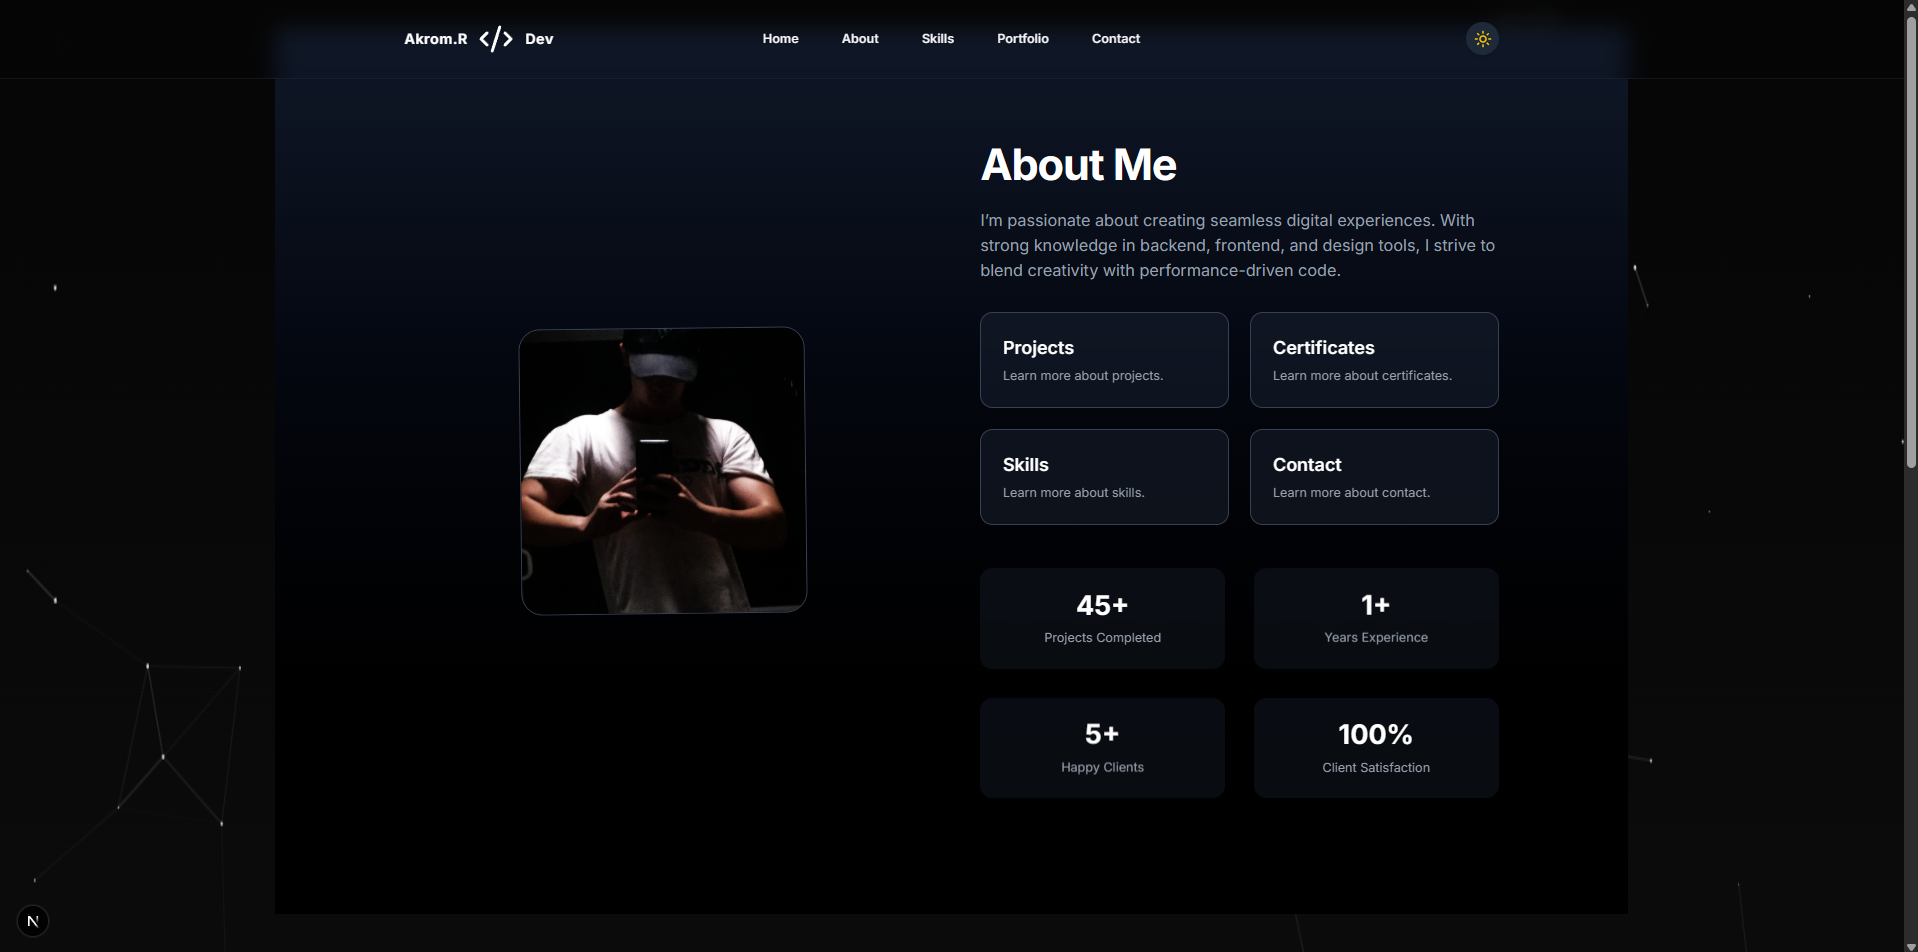 Akrom.R </> Dev
Home
About
Skills
Portfolio
Contact
About Me
I’m passionate about creating seamless digital experiences. With
strong knowledge in backend, frontend, and design tools, I strive to
blend creativity with performance-driven code.
Projects
Learn more about projects.
Certificates
Learn more about certificates.
Skills
Learn more about skills.
Contact
Learn more about contact.
45+
Projects Completed
1+
Years Experience
5+
Happy Clients
100%
Client Satisfaction
N